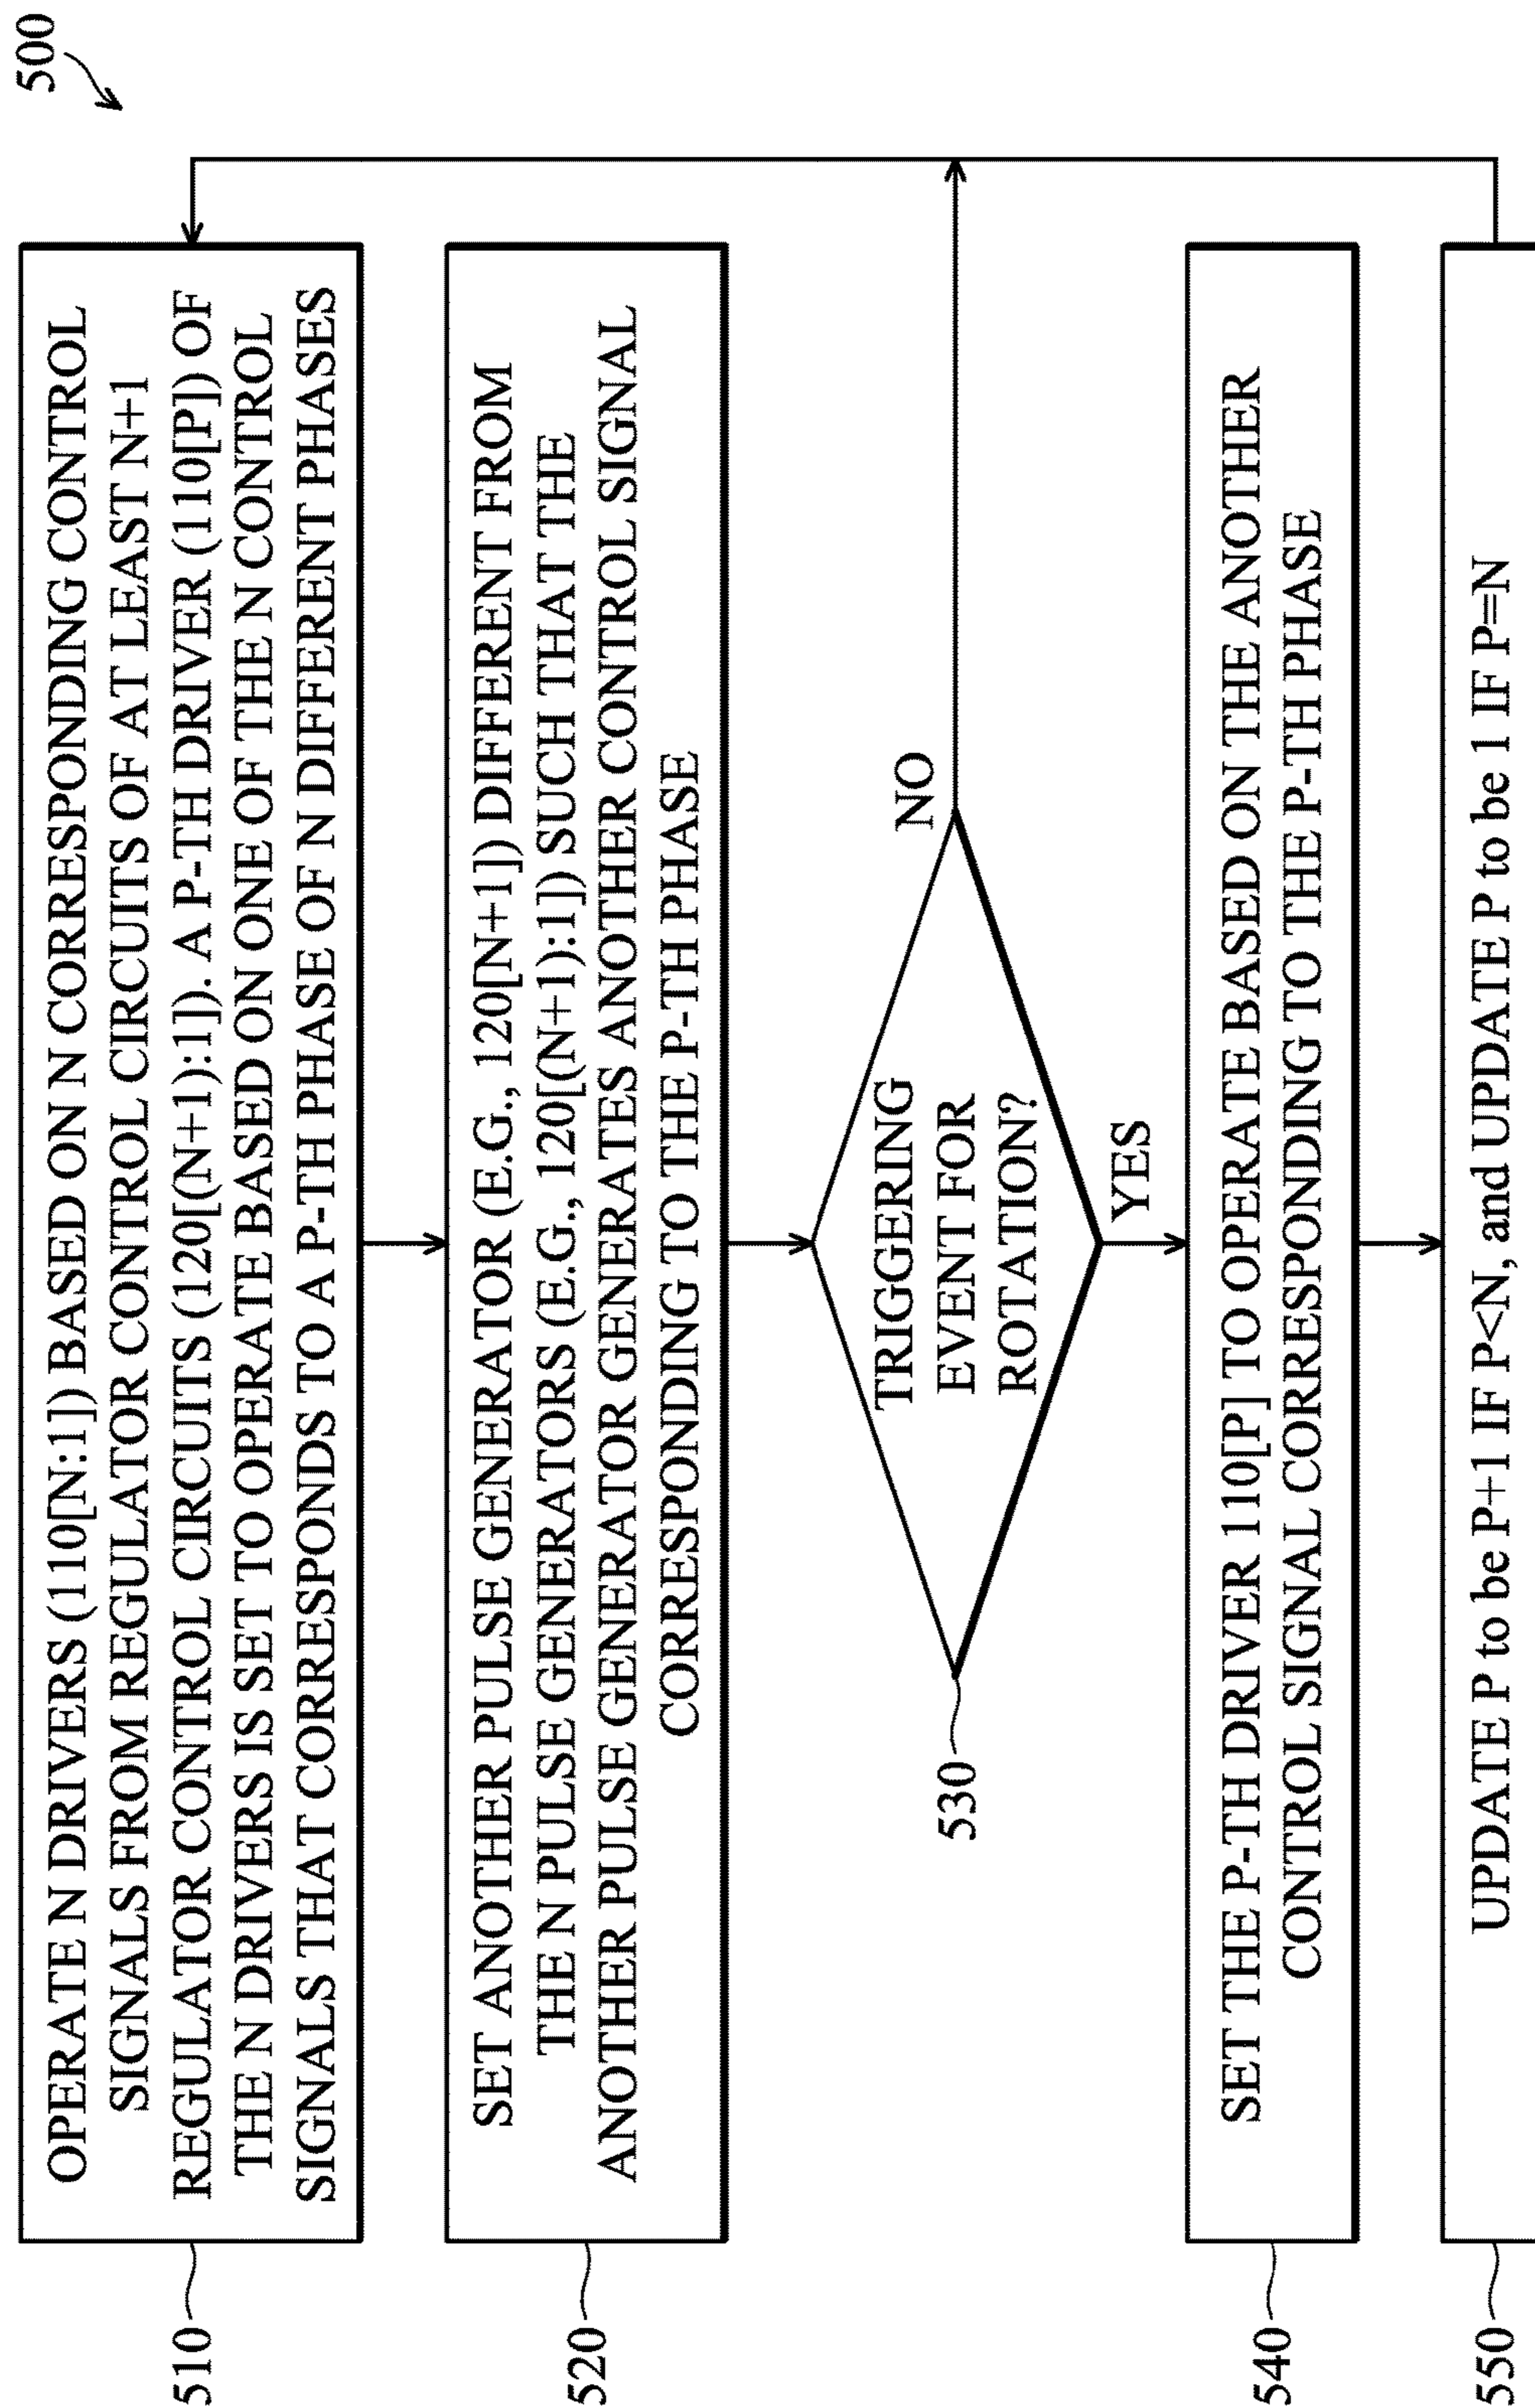 500
510
OPERATE N DRIVERS (110[N:1]) BASED ON N CORRESPONDING CONTROL
SIGNALS FROM REGULATOR CONTROL CIRCUITS OF AT LEAST N+1
REGULATOR CONTROL CIRCUITS (120[(N+1):1]). A P-TH DRIVER (110[P]) OF
THE N DRIVERS IS SET TO OPERATE BASED ON ONE OF THE N CONTROL
SIGNALS THAT CORRESPONDS TO A P-TH PHASE OF N DIFFERENT PHASES
520
SET ANOTHER PULSE GENERATOR (E.G., 120[N+1]) DIFFERENT FROM
THE N PULSE GENERATORS (E.G., 120[(N+1):1]) SUCH THAT THE
ANOTHER PULSE GENERATOR GENERATES ANOTHER CONTROL SIGNAL
CORRESPONDING TO THE P-TH PHASE
530
TRIGGERING
EVENT FOR
ROTATION?
NO
YES
540
SET THE P-TH DRIVER 110[P] TO OPERATE BASED ON THE ANOTHER
CONTROL SIGNAL CORRESPONDING TO THE P-TH PHASE
550
UPDATE P to be P+1 IF P<N, and UPDATE P to be 1 IF P=N